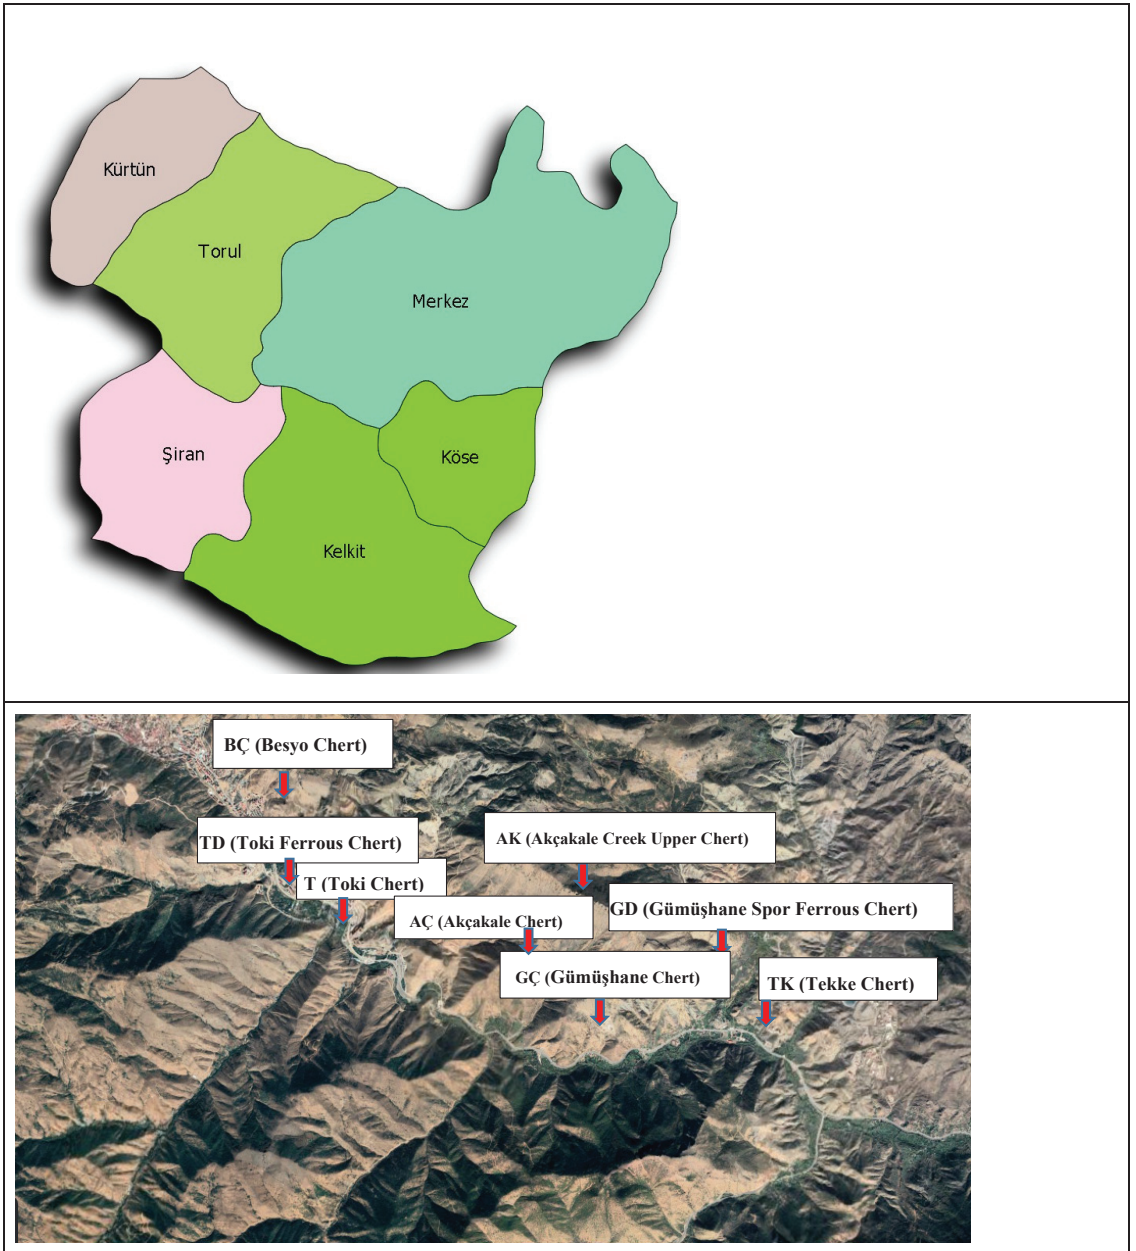 Kürtün
Torul
Merkez
Şiran
Köse
Kelkit
BÇ (Besyo Chert)
TD (Toki Ferrous Chert)
AK (Akçakale Creek Upper Chert)
T (Toki Chert)
AÇ (Akçakale Chert)
GD (Gümüşhane Spor Ferrous Chert)
GÇ (Gümüşhane Chert)
TK (Tekke Chert)